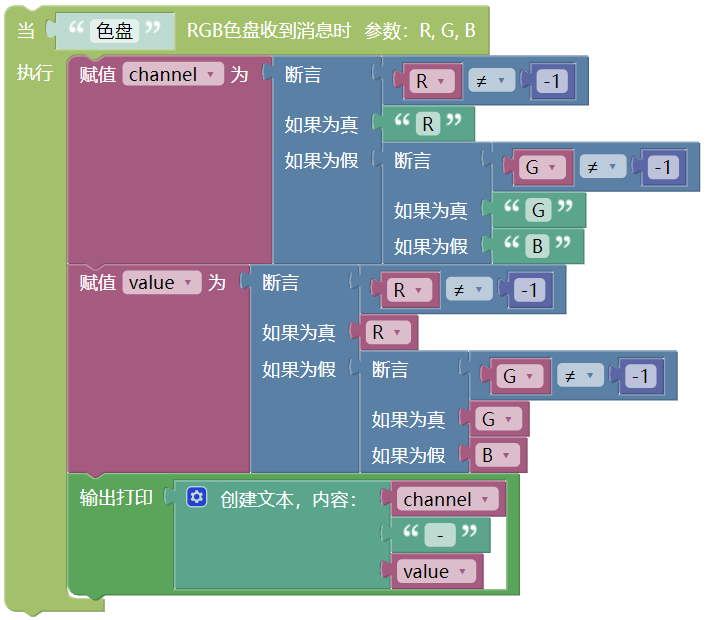 当 “ 色盘 ” RGB色盘收到消息时 参数: R, G, B
执行 赋值 channel 为 断言 R ≠ -1
如果为真 “ R ”
如果为假 断言 G ≠ -1
如果为真 “ G ”
如果为假 “ B ”
赋值 value 为 断言 R ≠ -1
如果为真 R
如果为假 断言 G ≠ -1
如果为真 G
如果为假 B
输出打印 创建文本，内容: channel
“ - ”
value